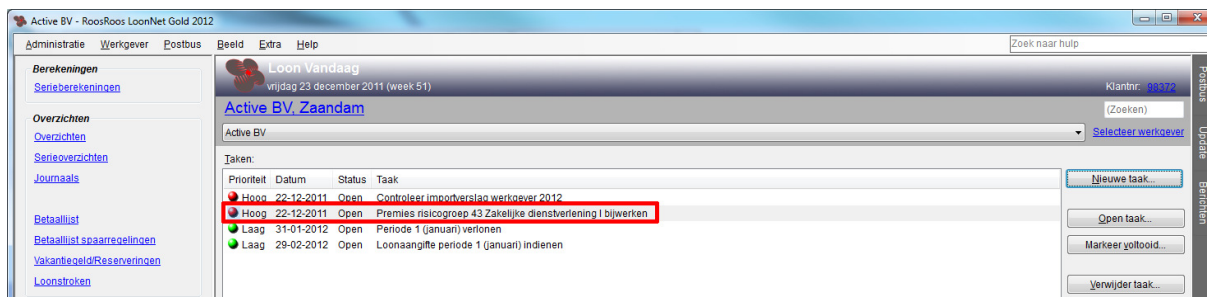 Active BV - RoosRoos LoonNet Gold 2012
Administratie Werkgever Postbus Beeld Extra Help
Zoek naar hulp
Berekeningen
Serieberekeningen
Overzichten
Overzichten
Serieoverzichten
Journaals
Betaallijst
Betaallijst spaarregelingen
Vakantiegeld/Reserveringen
Loonstroken
Loon Vandaag
vrijdag 23 december 2011 (week 51)
Klantnr: 98372
Active BV, Zaandam
(Zoeken)
Active BV
Selecteer werkgever
Taken:
Prioriteit Datum Status Taak
Hoog 22-12-2011 Open Controleer importverslag werkgever 2012
Hoog 22-12-2011 Open Premies risicogroep 43 Zakelijke dienstverlening I bijwerken
Laag 31-01-2012 Open Periode 1 (januari) verlonen
Laag 29-02-2012 Open Loonaangifte periode 1 (januari) indienen
Nieuwe taak...
Open taak...
Markeer voltooid...
Verwijder taak...
Postbus
Update
Berichten